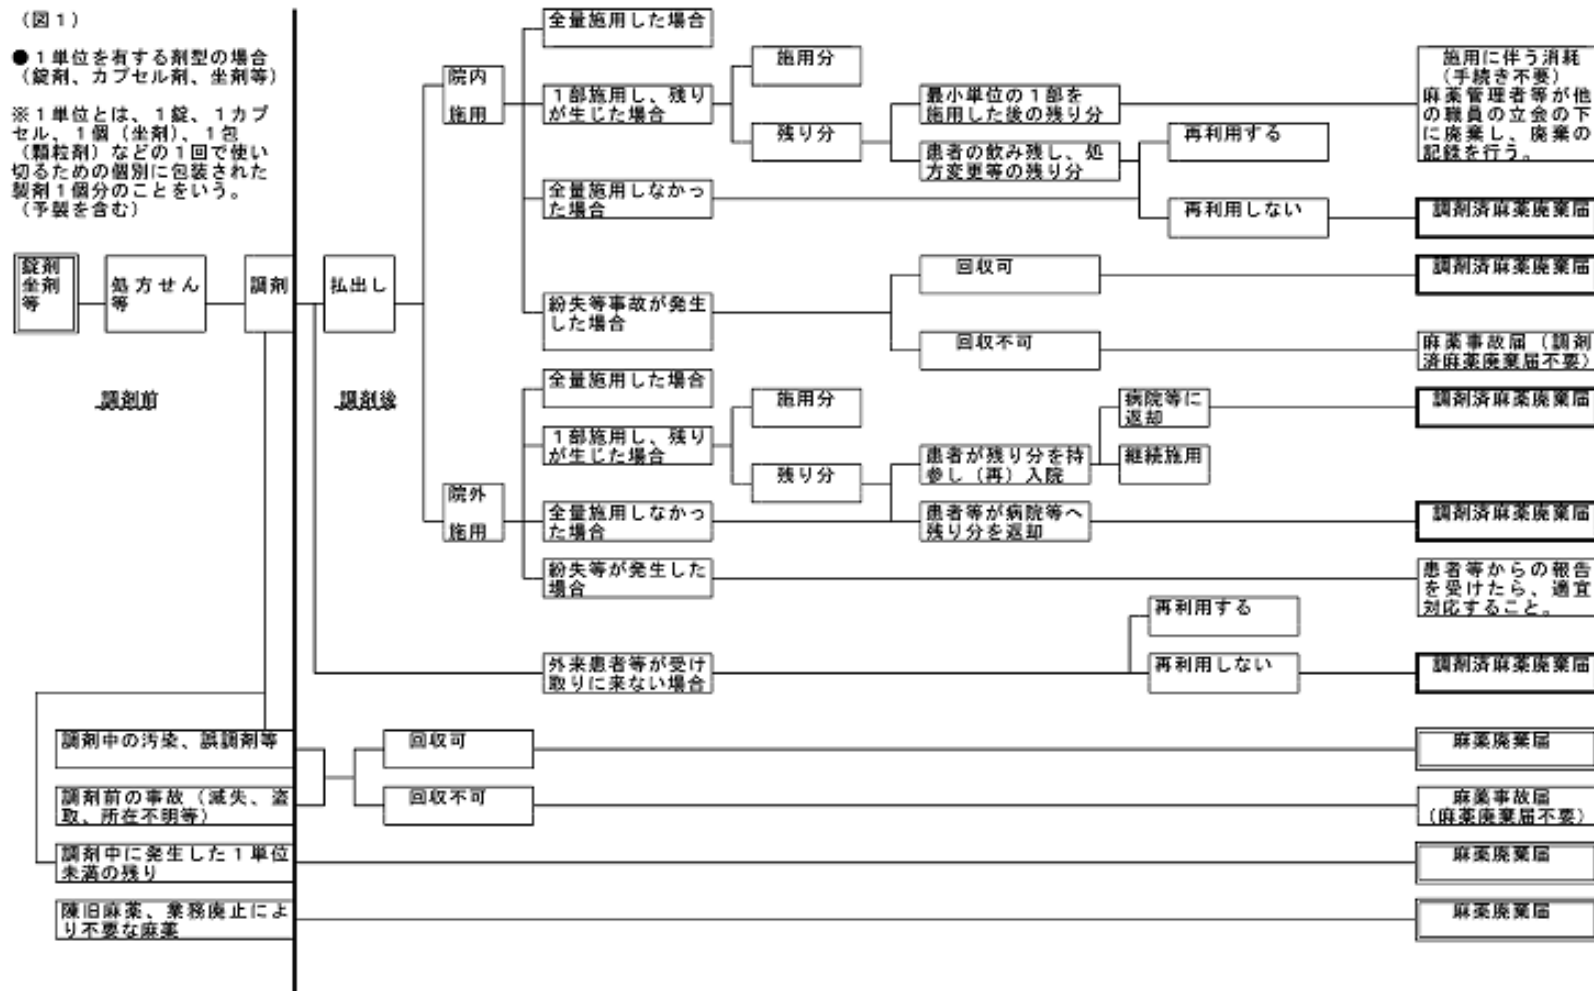 （図１）
●１単位を有する剤型の場合
（錠剤、カプセル剤、坐剤等）
※１単位とは、１錠、１カプ
セル、１個（坐剤）、１包
（顆粒剤）などの１回で使い
切るための個別に包装された
製剤１個分のことをいう。
（予製を含む）
錠剤
坐剤
等
処方せん
等
調剤
払出し
調剤前
調剤後
院内
施用
全量施用した場合
１部施用し、残り
が生じた場合
施用分
残り分
最小単位の１部を
施用した後の残り分
患者の飲み残し、処
方変更等の残り分
再利用する
再利用しない
全量施用しなかっ
た場合
紛失等事故が発生
した場合
回収可
回収不可
施用に伴う消耗
（手続き不要）
麻薬管理者等が他
の職員の立会の下
に廃棄し、廃棄の
記録を行う。
調剤済麻薬廃棄届
調剤済麻薬廃棄届
麻薬事故届（調剤
済麻薬廃棄届不要）
院外
施用
全量施用した場合
１部施用し、残り
が生じた場合
施用分
残り分
患者が残り分を持
参し（再）入院
病院等に
返却
継続施用
調剤済麻薬廃棄届
全量施用しなかっ
た場合
患者等が病院等へ
残り分を返却
調剤済麻薬廃棄届
紛失等が発生した
場合
患者等からの報告
を受けたら、適宜
対応すること。
外来患者等が受け
取りに来ない場合
再利用する
再利用しない
調剤済麻薬廃棄届
調剤中の汚染、誤調剤等
回収可
麻薬廃棄届
調剤前の事故（滅失、盗
取、所在不明等）
回収不可
麻薬事故届
（麻薬廃棄届不要）
調剤中に発生した１単位
未満の残り
麻薬廃棄届
陳旧麻薬、業務廃止によ
り不要な麻薬
麻薬廃棄届